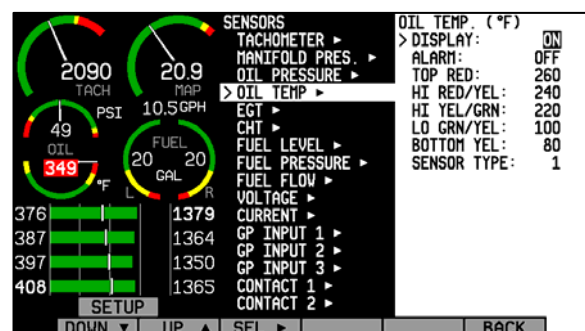 2090
TACH
20.9
MAP
PSI
10.5 GPH
49
OIL
349
°F
FUEL
20 20
GAL
L R
376 1379
387 1364
397 1350
408 1365
SETUP
SENSORS
TACHOMETER ►
MANIFOLD PRES. ►
OIL PRESSURE ►
> OIL TEMP ►
EGT ►
CHT ►
FUEL LEVEL ►
FUEL PRESSURE ►
FUEL FLOW ►
VOLTAGE ►
CURRENT ►
GP INPUT 1 ►
GP INPUT 2 ►
GP INPUT 3 ►
CONTACT 1 ►
CONTACT 2 ►
OIL TEMP. (°F)
> DISPLAY: ON
ALARM: OFF
TOP RED: 260
HI RED/YEL: 240
HI YEL/GRN: 220
LO GRN/YEL: 100
BOTTOM YEL: 80
SENSOR TYPE: 1
DOWN ▼ UP ▲ SEL ► BACK